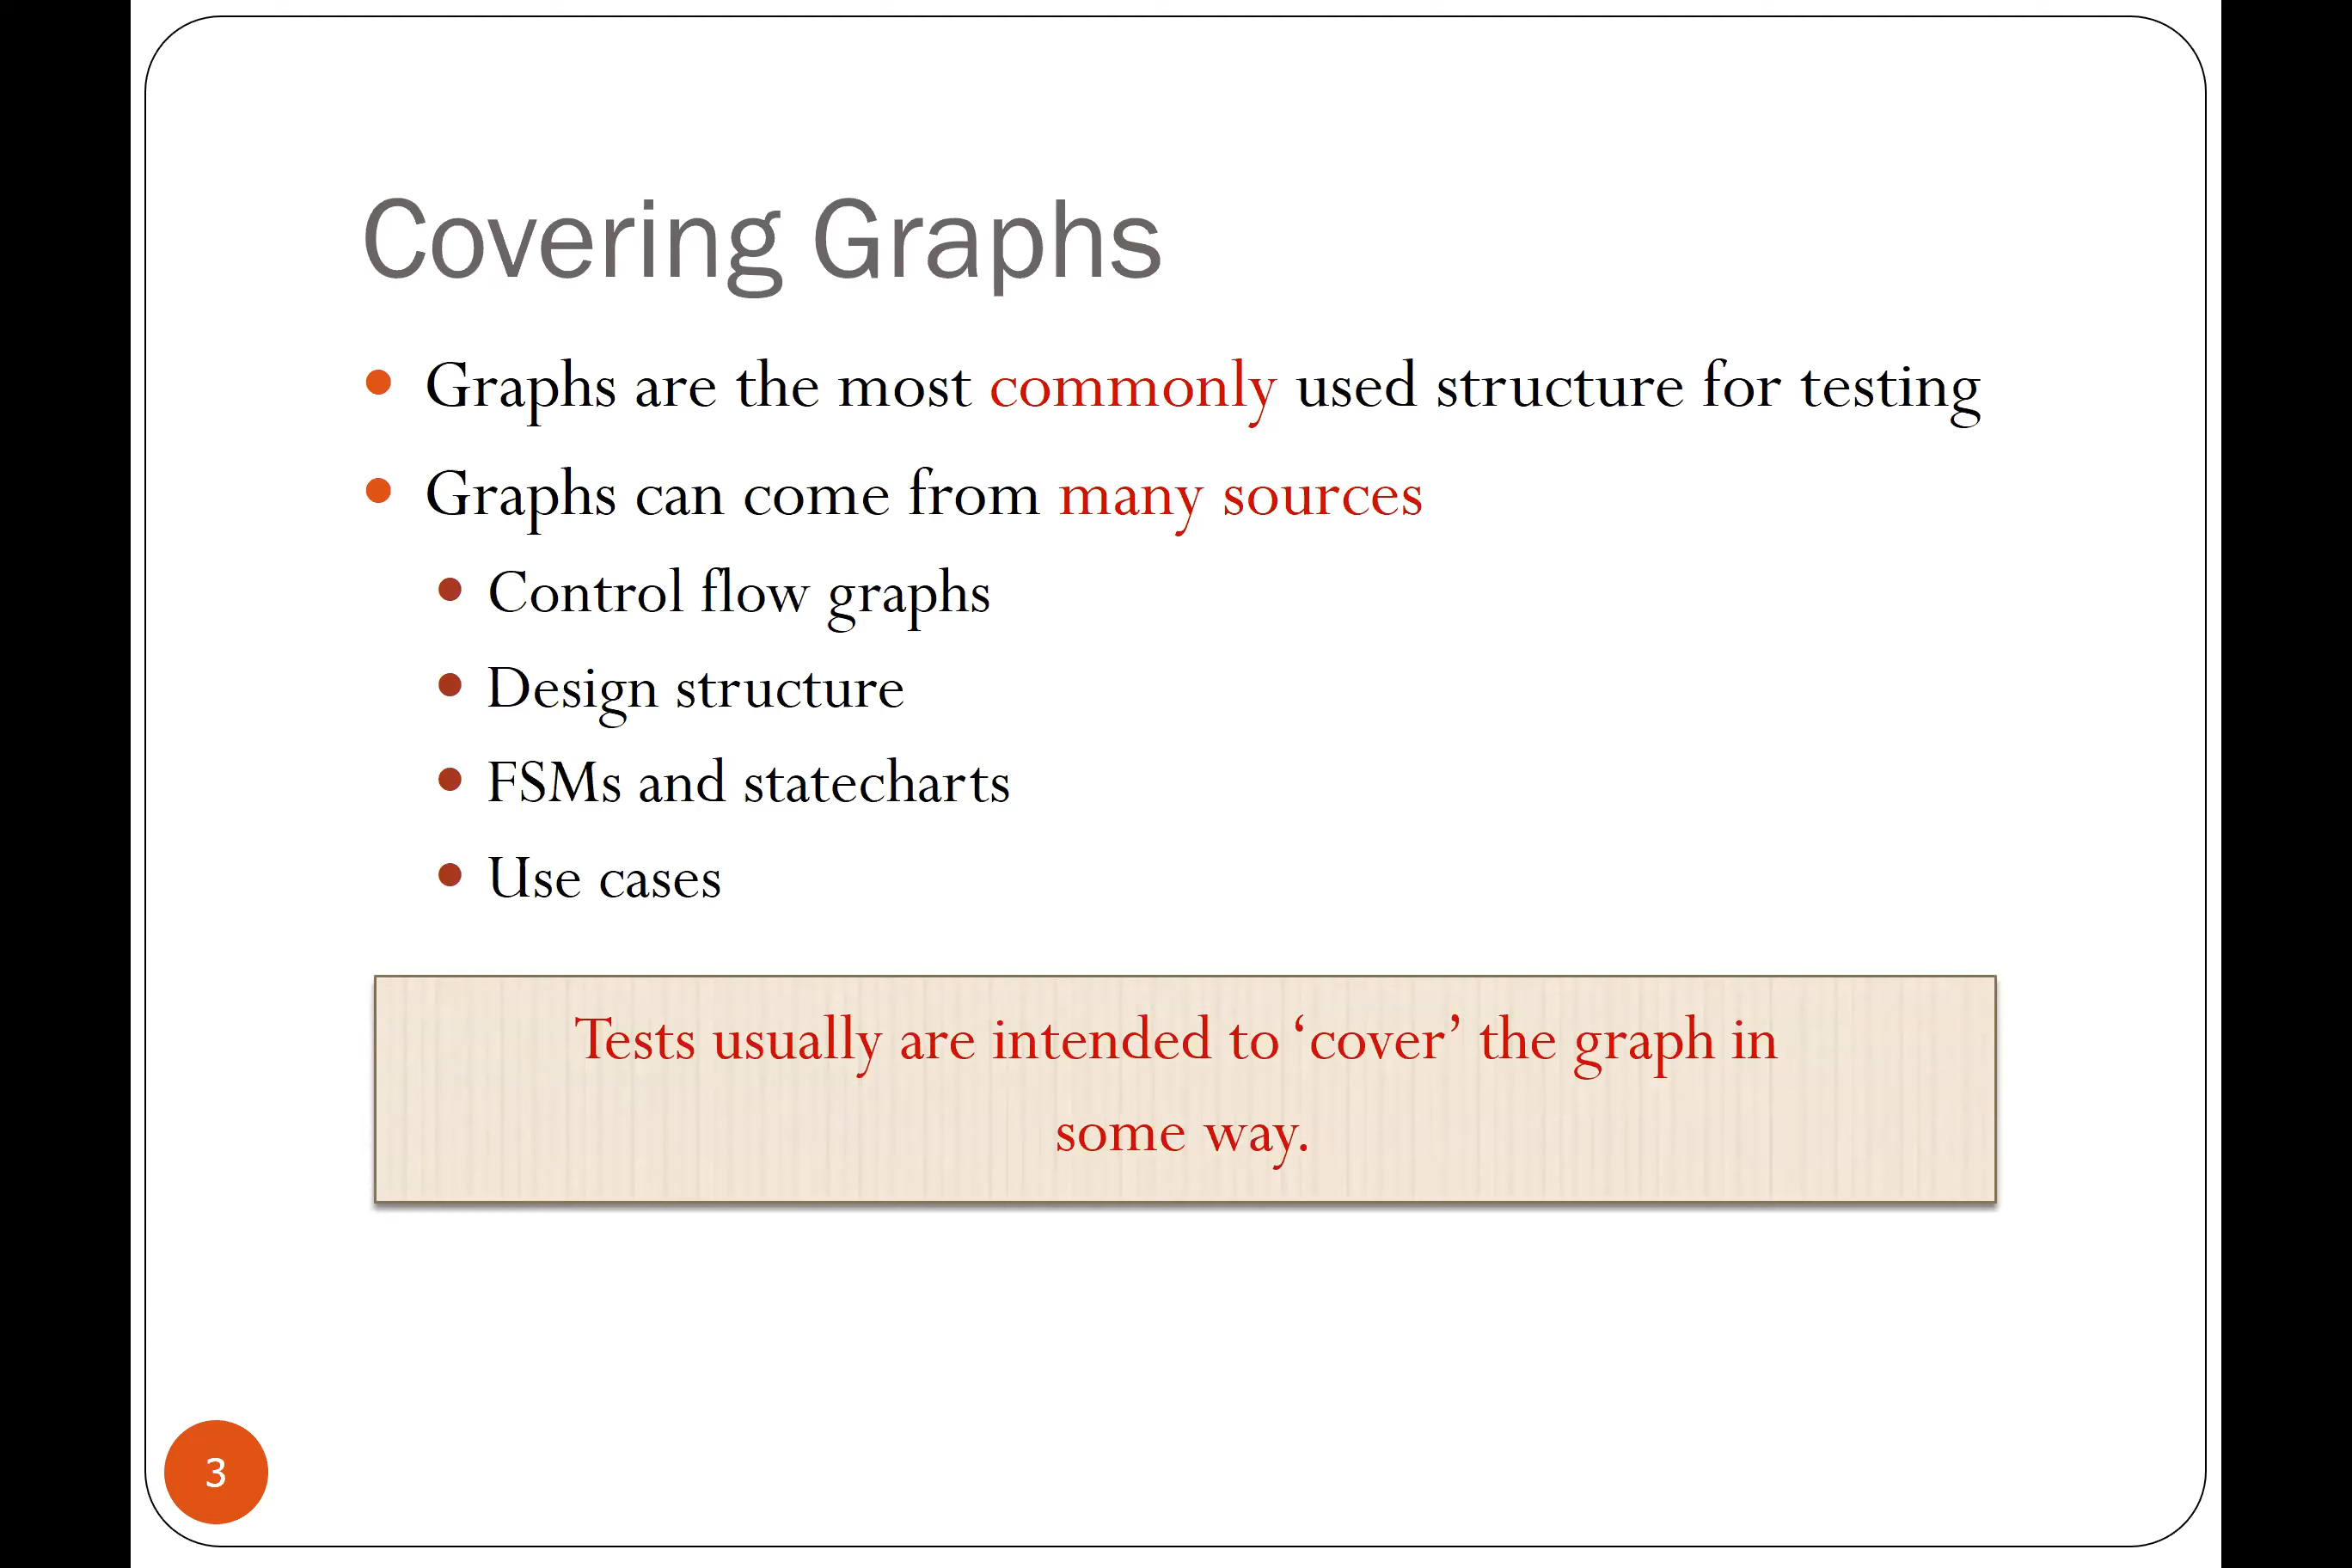 Covering Graphs
Graphs are the most commonly used structure for testing
Graphs can come from many sources
Control flow graphs
Design structure
FSMs and statecharts
Use cases
Tests usually are intended to ‘cover’ the graph in
some way.
3